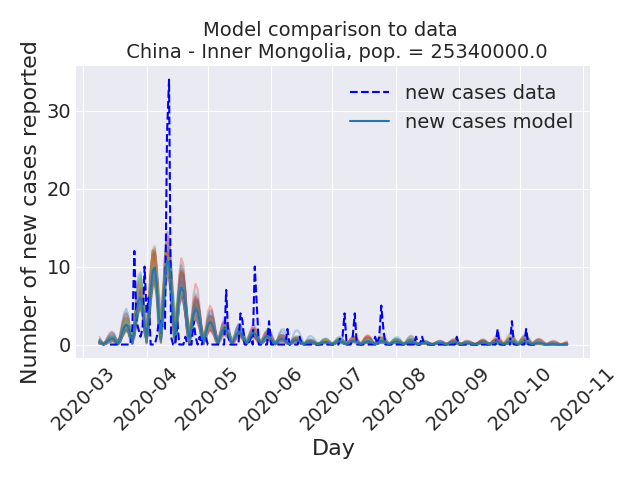 Model comparison to data
China - Inner Mongolia, pop. = 25340000.0
Number of new cases reported
30
20
10
0
new cases data
new cases model
2020-03
2020-04
2020-05
2020-06
2020-07
2020-08
2020-09
2020-10
2020-11
Day